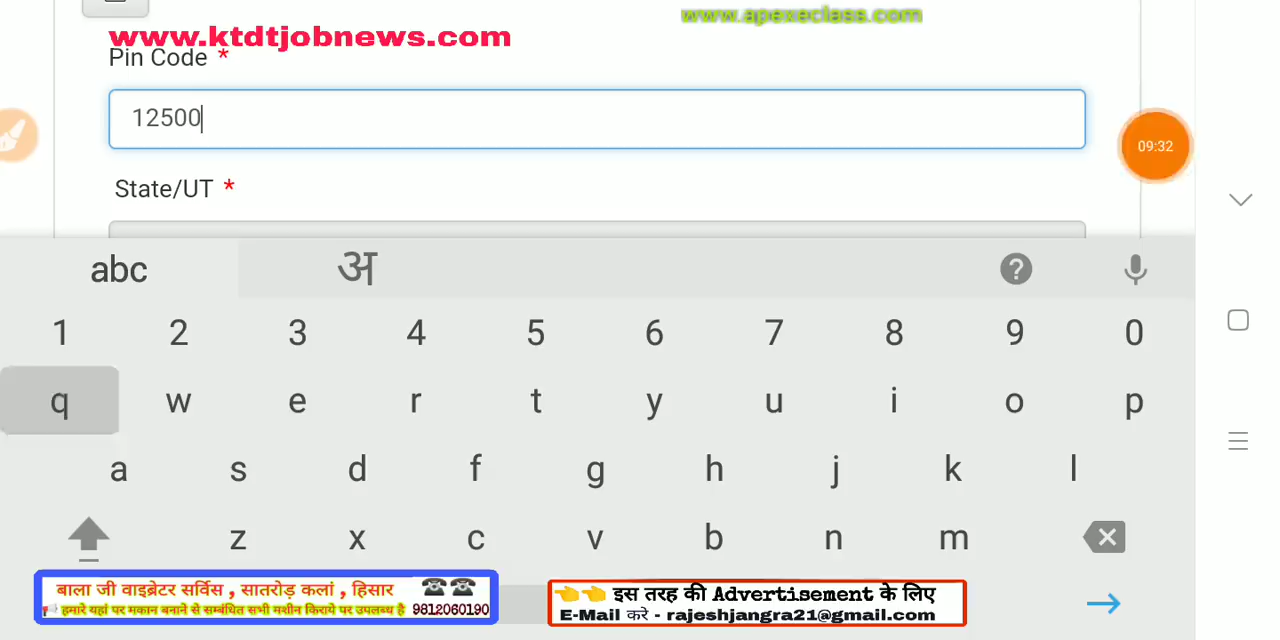 www.apexeclass.com
www.ktdtjobnews.com
Pin Code *
12500
09:32
State/UT *
abc अ
1 2 3 4 5 6 7 8 9 0
q w e r t y u i o p
a s d f g h j k l
z x c v b n m
बाला जी वाइब्रेटर सर्विस , सातरोड़ कलां , हिसार
हमारे यहां पर मकान बनाने से सम्बंधित सभी मशीन किराये पर उपलब्ध है 9812060190
👉👉 इस तरह की Advertisement के लिए
E-Mail करे - rajeshjangra21@gmail.com